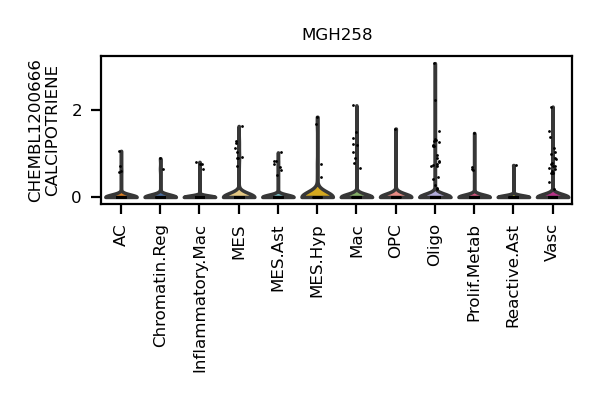 MGH258
CHEMBL1200666
CALCIPOTRIENE
2
0
AC
Chromatin.Reg
Inflammatory.Mac
MES
MES.Ast
MES.Hyp
Mac
OPC
Oligo
Prolif.Metab
Reactive.Ast
Vasc